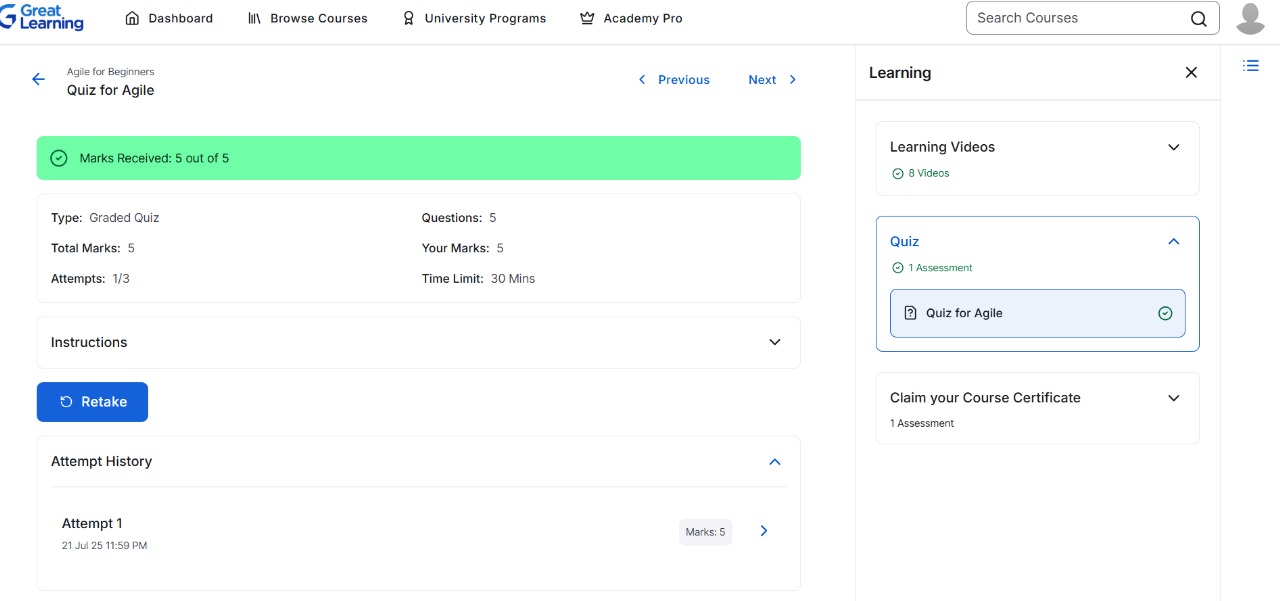 Great Learning
Dashboard
Browse Courses
University Programs
Academy Pro
Search Courses
Agile for Beginners
Quiz for Agile
Previous
Next
Marks Received: 5 out of 5
Type: Graded Quiz
Questions: 5
Total Marks: 5
Your Marks: 5
Attempts: 1/3
Time Limit: 30 Mins
Instructions
Retake
Attempt History
Attempt 1
21 Jul 25 11:59 PM
Marks: 5
Learning
Learning Videos
8 Videos
Quiz
1 Assessment
Quiz for Agile
Claim your Course Certificate
1 Assessment